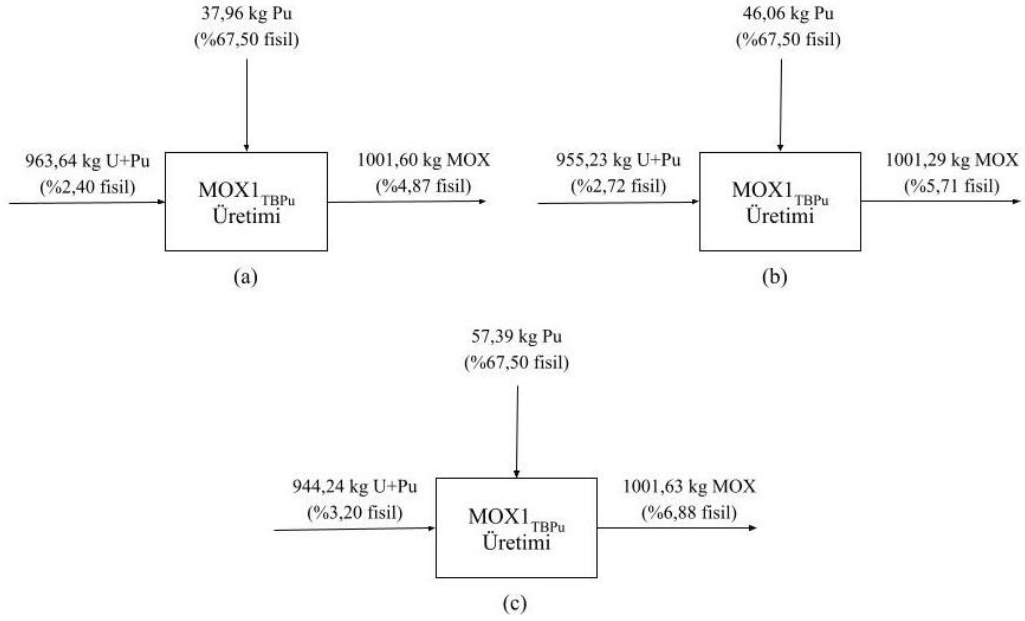 37,96 kg Pu
(%67,50 fisil)
963,64 kg U+Pu
(%2,40 fisil)
MOX1TBPu
Üretimi
1001,60 kg MOX
(%4,87 fisil)
(a)
46,06 kg Pu
(%67,50 fisil)
955,23 kg U+Pu
(%2,72 fisil)
MOX1TBPu
Üretimi
1001,29 kg MOX
(%5,71 fisil)
(b)
57,39 kg Pu
(%67,50 fisil)
944,24 kg U+Pu
(%3,20 fisil)
MOX1TBPu
Üretimi
1001,63 kg MOX
(%6,88 fisil)
(c)